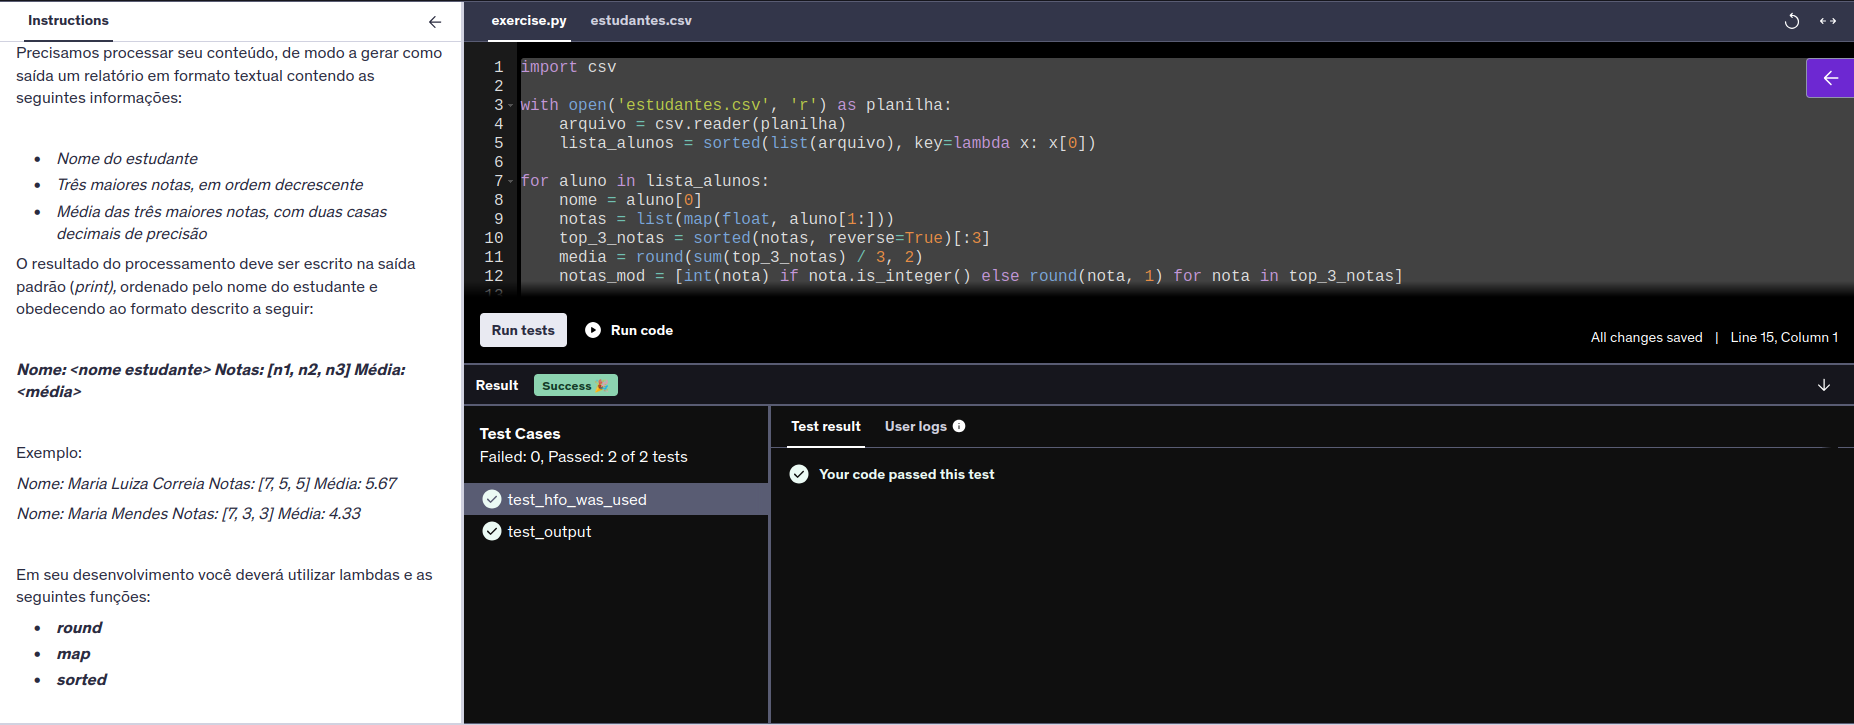 Instructions
Precisamos processar seu conteúdo, de modo a gerar como
saída um relatório em formato textual contendo as
seguintes informações:
Nome do estudante
Três maiores notas, em ordem decrescente
Média das três maiores notas, com duas casas
decimais de precisão
O resultado do processamento deve ser escrito na saída
padrão (print), ordenado pelo nome do estudante e
obedecendo ao formato descrito a seguir:
Nome: <nome estudante> Notas: [n1, n2, n3] Média:
<média>
Exemplo:
Nome: Maria Luiza Correia Notas: [7, 5, 5] Média: 5.67
Nome: Maria Mendes Notas: [7, 3, 3] Média: 4.33
Em seu desenvolvimento você deverá utilizar lambdas e as
seguintes funções:
round
map
sorted
exercise.py estudantes.csv
1 import csv
2
3 with open('estudantes.csv', 'r') as planilha:
4 arquivo = csv.reader(planilha)
5 lista_alunos = sorted(list(arquivo), key=lambda x: x[0])
6
7 for aluno in lista_alunos:
8 nome = aluno[0]
9 notas = list(map(float, aluno[1:]))
10 top_3_notas = sorted(notas, reverse=True)[:3]
11 media = round(sum(top_3_notas) / 3, 2)
12 notas_mod = [int(nota) if nota.is_integer() else round(nota, 1) for nota in top_3_notas]
13
Run tests Run code
All changes saved | Line 15, Column 1
Result Success
Test Cases
Failed: 0, Passed: 2 of 2 tests
test_hfo_was_used
test_output
Test result User logs
Your code passed this test